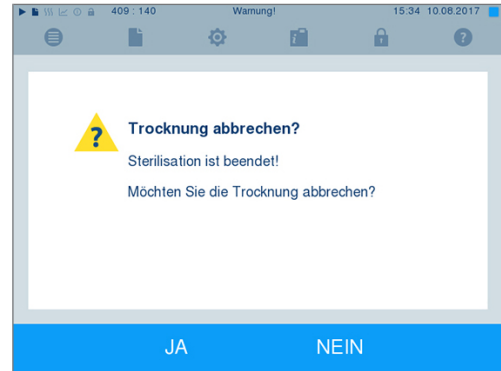 409 : 140 Warnung! 15:34 10.08.2017
Trocknung abbrechen?
Sterilisation ist beendet!
Möchten Sie die Trocknung abbrechen?
JA NEIN